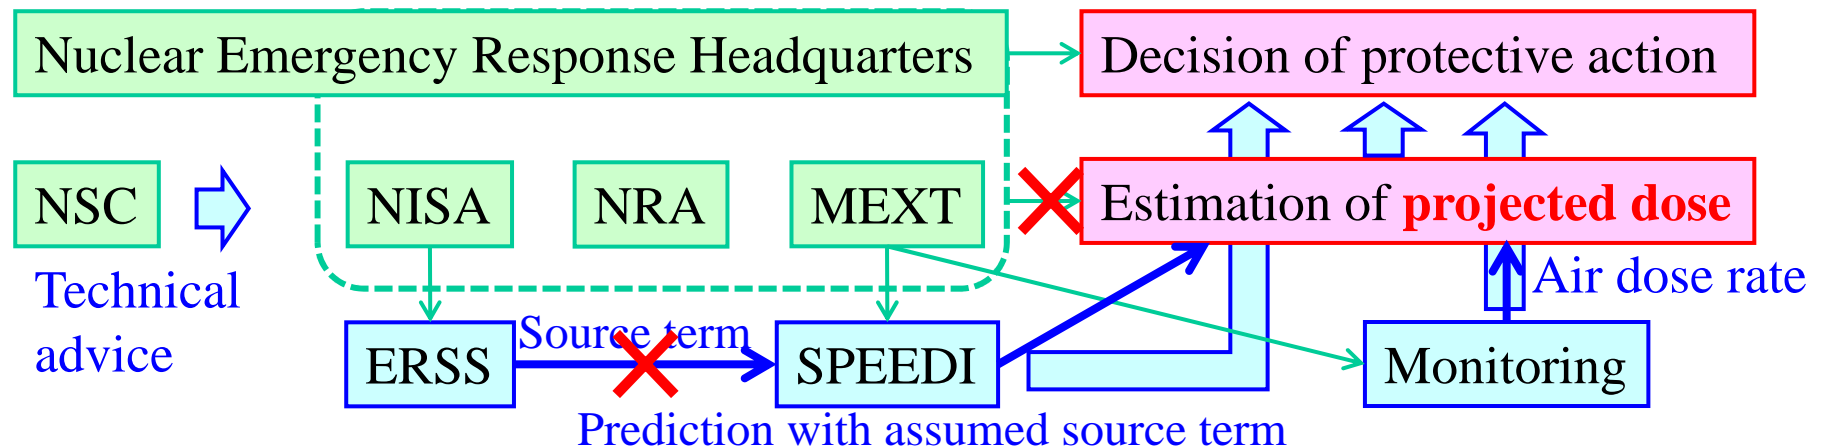 Nuclear Emergency Response Headquarters
Decision of protective action
NSC
NISA
NRA
MEXT
Estimation of projected dose
Technical
advice
Air dose rate
Source term
ERSS
SPEEDI
Monitoring
Prediction with assumed source term